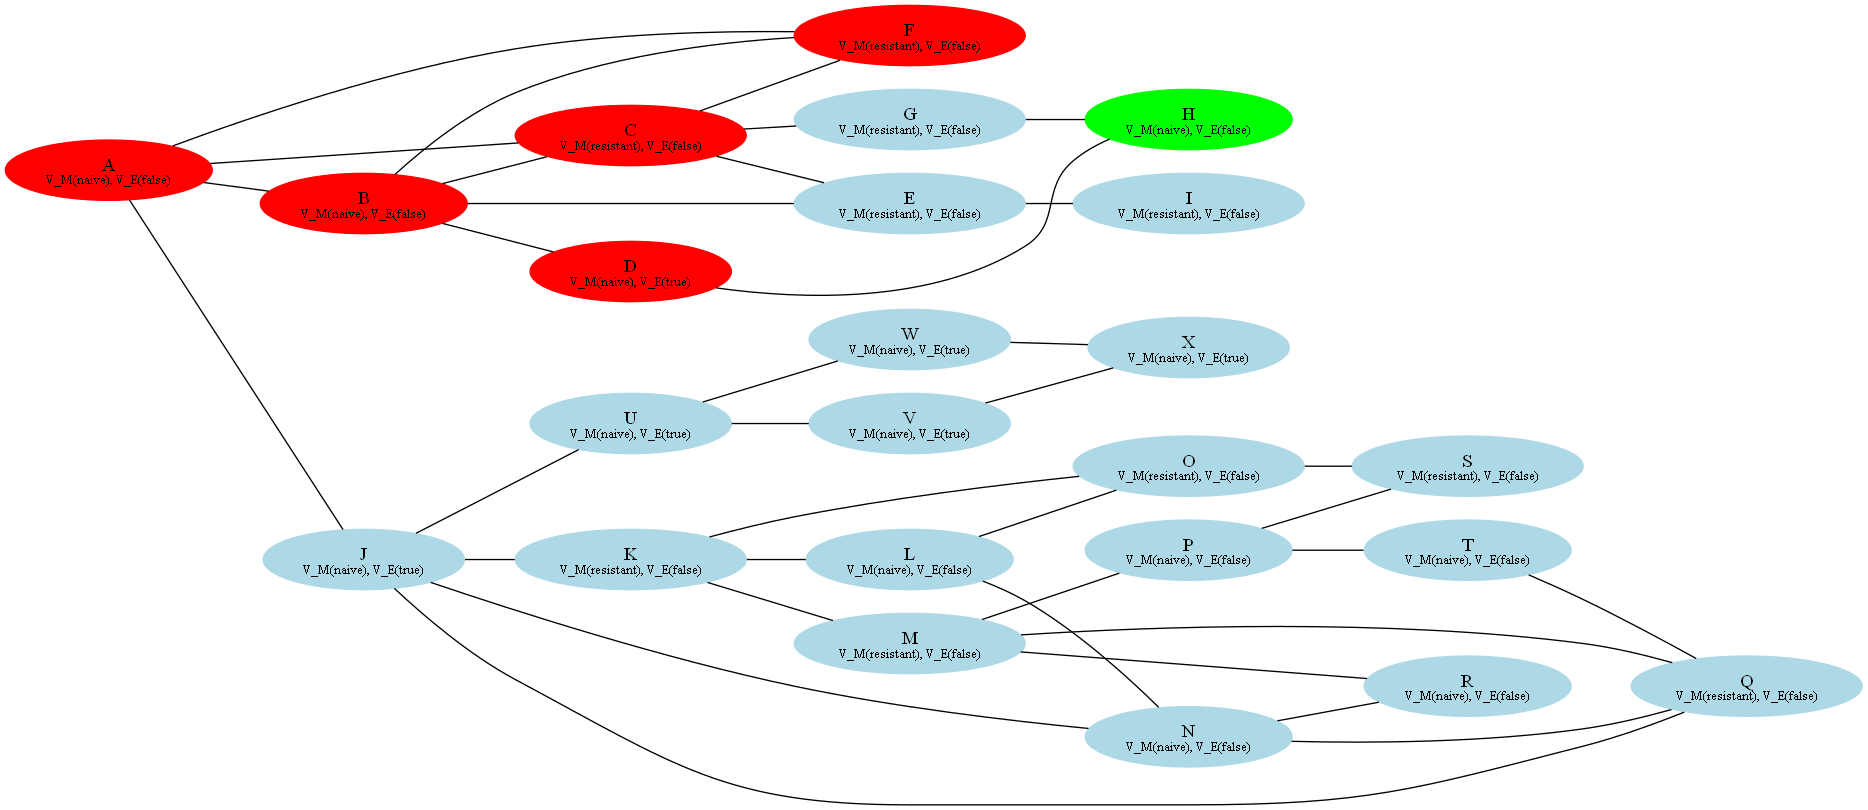 F
V_M(resistant), V_E(false)
A
V_M(naive), V_E(false)
C
V_M(resistant), V_E(false)
G
V_M(resistant), V_E(false)
H
V_M(naive), V_E(false)
B
V_M(naive), V_E(false)
E
V_M(resistant), V_E(false)
I
V_M(resistant), V_E(false)
D
V_M(naive), V_E(true)
W
V_M(naive), V_E(true)
X
V_M(naive), V_E(true)
U
V_M(naive), V_E(true)
V
V_M(naive), V_E(true)
O
V_M(resistant), V_E(false)
S
V_M(resistant), V_E(false)
J
V_M(naive), V_E(true)
K
V_M(resistant), V_E(false)
L
V_M(naive), V_E(false)
P
V_M(naive), V_E(false)
T
V_M(naive), V_E(false)
M
V_M(resistant), V_E(false)
R
V_M(naive), V_E(false)
Q
V_M(resistant), V_E(false)
N
V_M(naive), V_E(false)